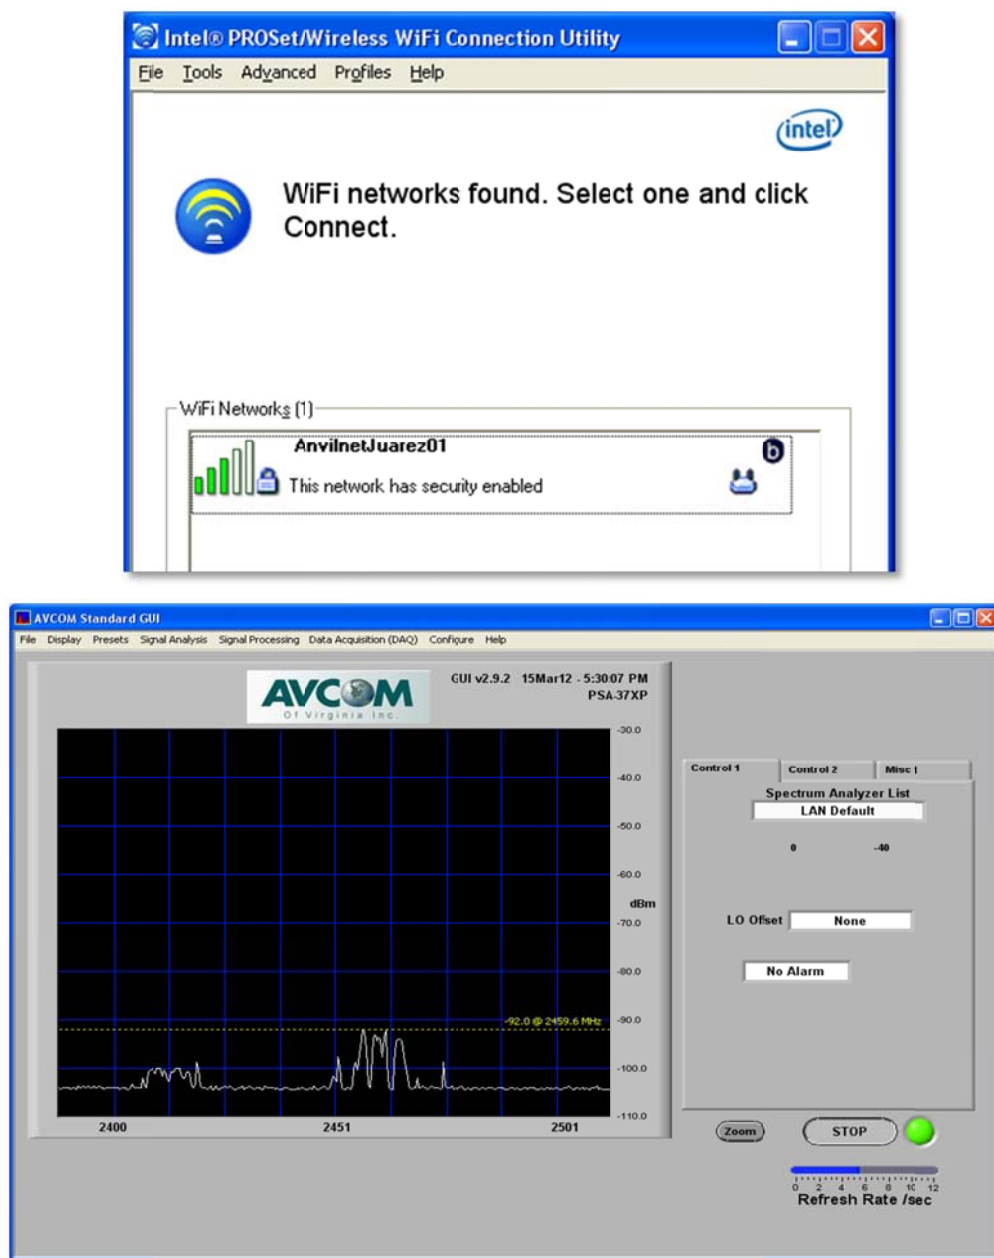 Intel® PROSet/Wireless WiFi Connection Utility
File Tools Advanced Profiles Help
intel
WiFi networks found. Select one and click
Connect.
WiFi Networks (1)
AnvilnetJuarez01
b
This network has security enabled
AVCOM Standard GUI
File Display Presets Signal Analysis Signal Processing Data Acquisition (DAQ) Configure Help
AVCOM
Of Virginia Inc.
GUI v2.9.2 15Mar12 - 5:30:07 PM
PSA-37XP
-30.0
-40.0
-50.0
-60.0
dBm
-70.0
-80.0
-90.0
-100.0
-110.0
-92.0 @ 2459.6 MHz
2400 2451 2501
Control 1 Control 2 Misc
Spectrum Analyzer List
LAN Default
0 -40
LO Offset None
No Alarm
Zoom STOP
0 2 4 6 8 10 12
Refresh Rate /sec